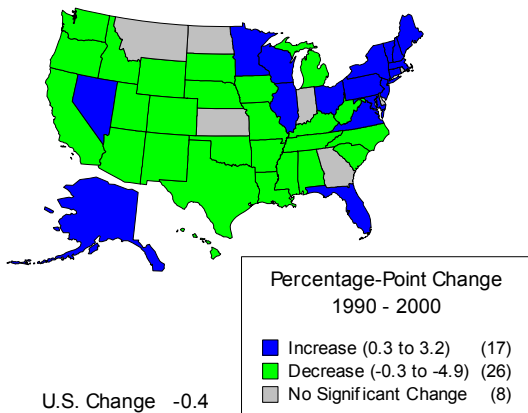 Percentage-Point Change
1990 - 2000
Increase (0.3 to 3.2) (17)
Decrease (-0.3 to -4.9) (26)
No Significant Change (8)
U.S. Change -0.4